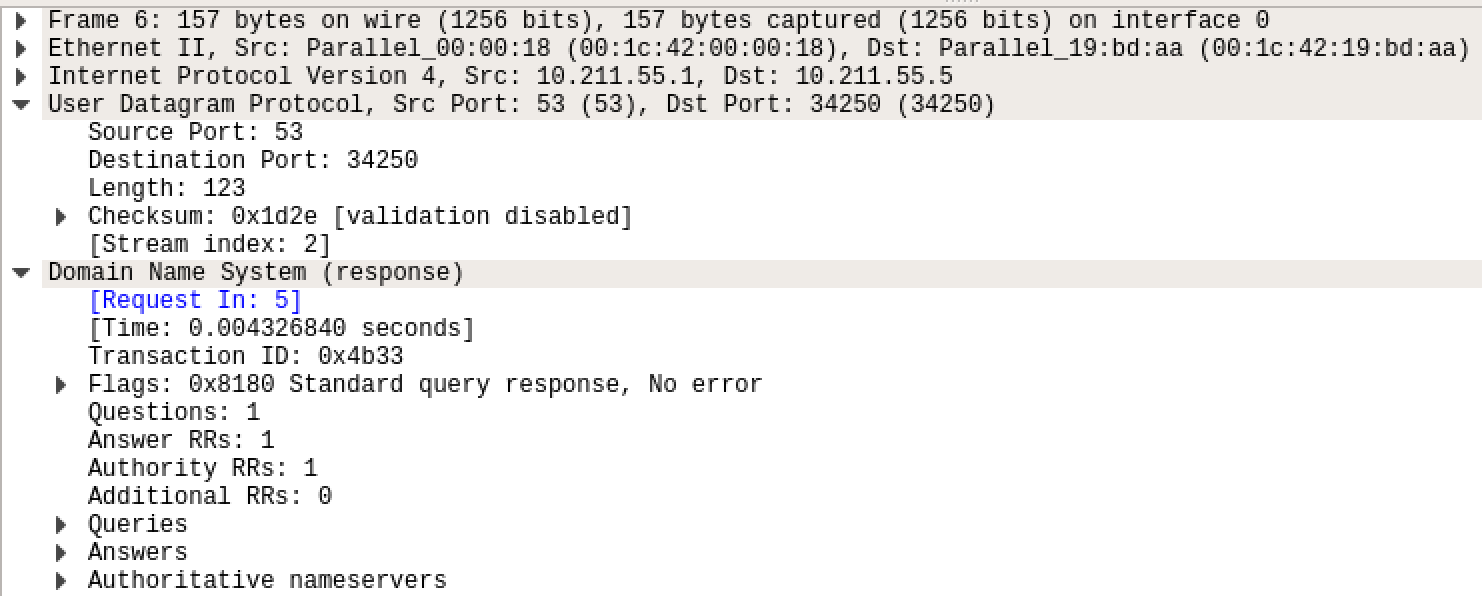 Frame 6: 157 bytes on wire (1256 bits), 157 bytes captured (1256 bits) on interface 0
Ethernet II, Src: Parallel_00:00:18 (00:1c:42:00:00:18), Dst: Parallel_19:bd:aa (00:1c:42:19:bd:aa)
Internet Protocol Version 4, Src: 10.211.55.1, Dst: 10.211.55.5
User Datagram Protocol, Src Port: 53 (53), Dst Port: 34250 (34250)
Source Port: 53
Destination Port: 34250
Length: 123
Checksum: 0x1d2e [validation disabled]
[Stream index: 2]
Domain Name System (response)
[Request In: 5]
[Time: 0.004326840 seconds]
Transaction ID: 0x4b33
Flags: 0x8180 Standard query response, No error
Questions: 1
Answer RRs: 1
Authority RRs: 1
Additional RRs: 0
Queries
Answers
Authoritative nameservers